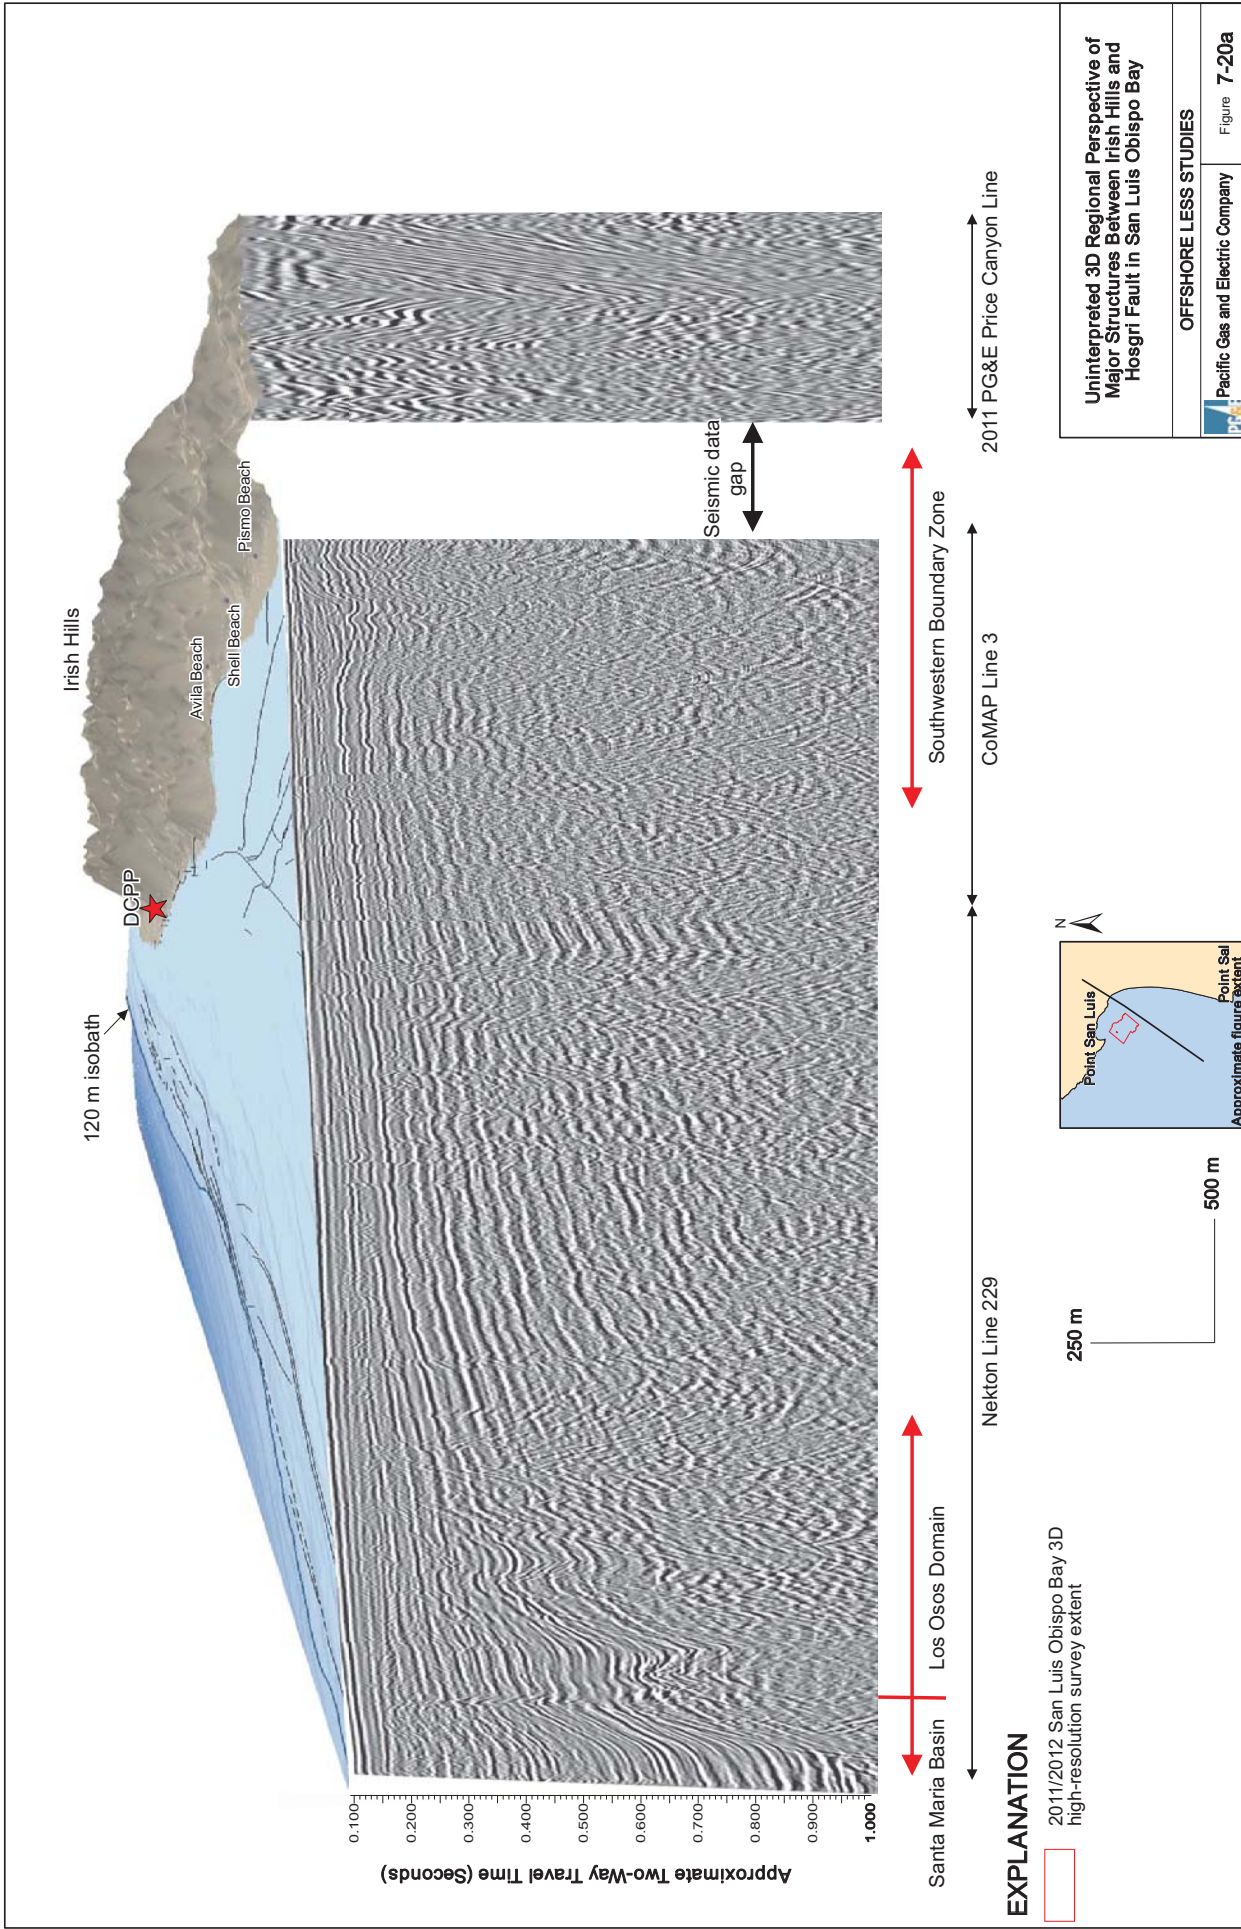 Irish Hills
DCPP
120 m isobath
Avila Beach
Shell Beach
Pismo Beach
Approximate Two-Way Travel Time (Seconds)
0.100
0.200
0.300
0.400
0.500
0.600
0.700
0.800
0.900
1.000
Seismic data
gap
Santa Maria Basin
Los Osos Domain
Southwestern Boundary Zone
Nekton Line 229
CoMAP Line 3
2011 PG&E Price Canyon Line
EXPLANATION
2011/2012 San Luis Obispo Bay 3D
high-resolution survey extent
250 m
500 m
N
Point San Luis
Point Sal
Approximate figure extent
Uninterpreted 3D Regional Perspective of
Major Structures Between Irish Hills and
Hosgri Fault in San Luis Obispo Bay
OFFSHORE LESS STUDIES
PG&E
Pacific Gas and Electric Company
Figure 7-20a